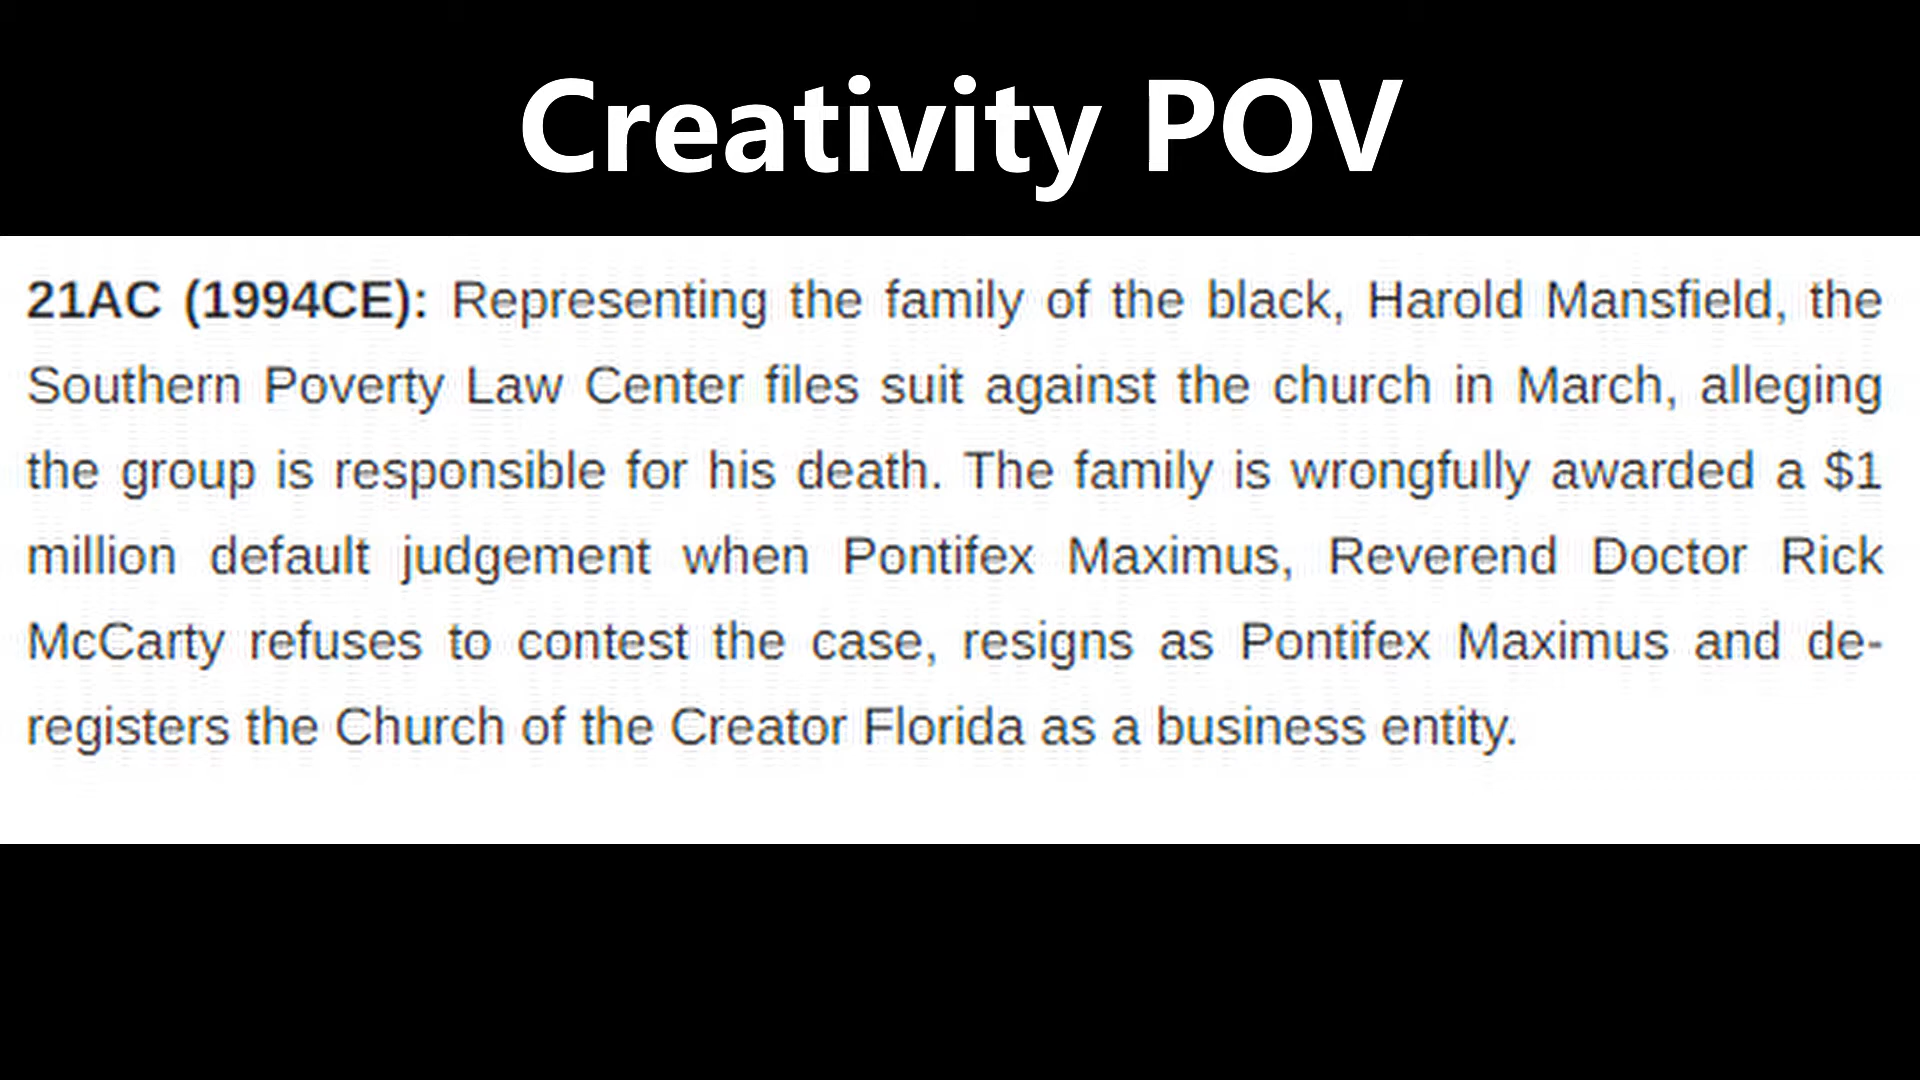 Creativity POV
21AC (1994CE): Representing the family of the black, Harold Mansfield, the
Southern Poverty Law Center files suit against the church in March, alleging
the group is responsible for his death. The family is wrongfully awarded a $1
million default judgement when Pontifex Maximus, Reverend Doctor Rick
McCarty refuses to contest the case, resigns as Pontifex Maximus and de-
registers the Church of the Creator Florida as a business entity.